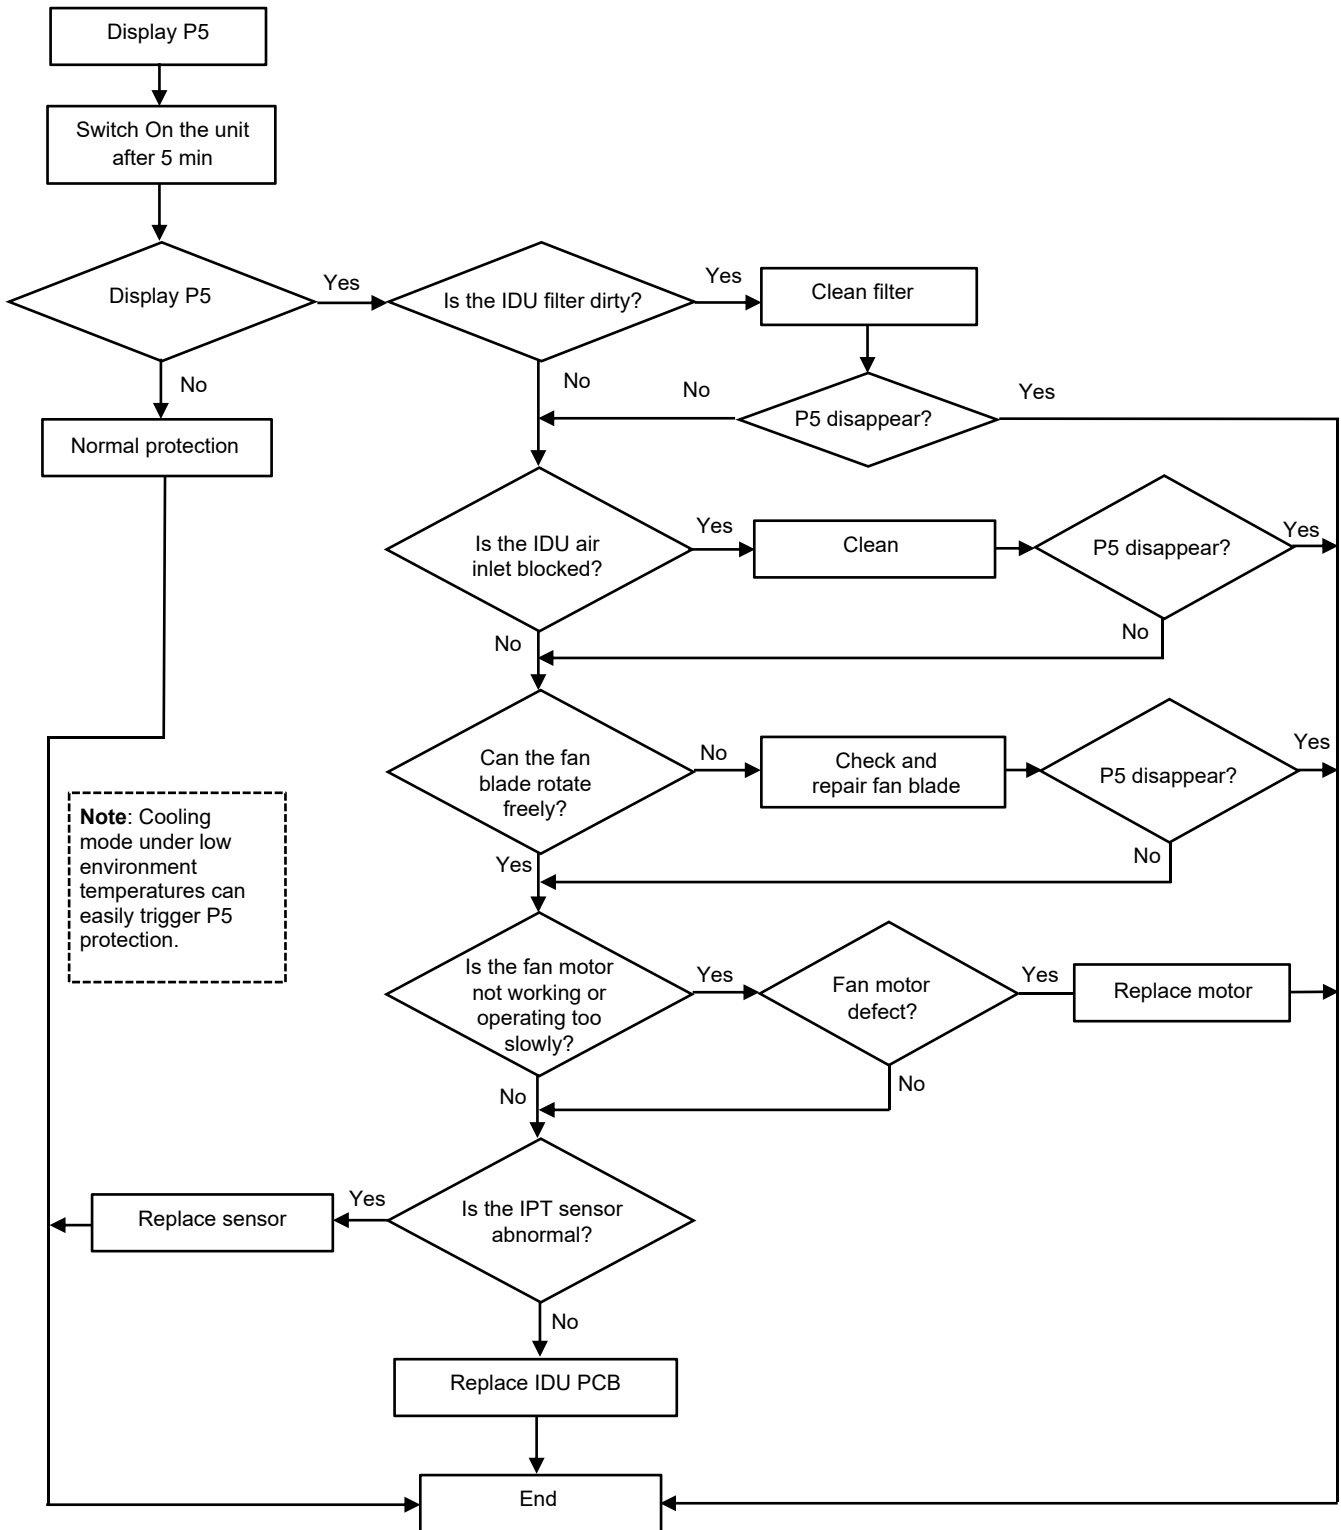 Display P5
Switch On the unit
after 5 min
Display P5
Yes
Is the IDU filter dirty?
Yes
Clean filter
No
No
No
P5 disappear?
Yes
Normal protection
Is the IDU air
inlet blocked?
Yes
Clean
P5 disappear?
Yes
No
No
Can the fan
blade rotate
freely?
No
Check and
repair fan blade
P5 disappear?
Yes
Note: Cooling
mode under low
environment
temperatures can
easily trigger P5
protection.
Yes
No
Is the fan motor
not working or
operating too
slowly?
Yes
Fan motor
defect?
Yes
Replace motor
No
No
Is the IPT sensor
abnormal?
Yes
Replace sensor
No
Replace IDU PCB
End